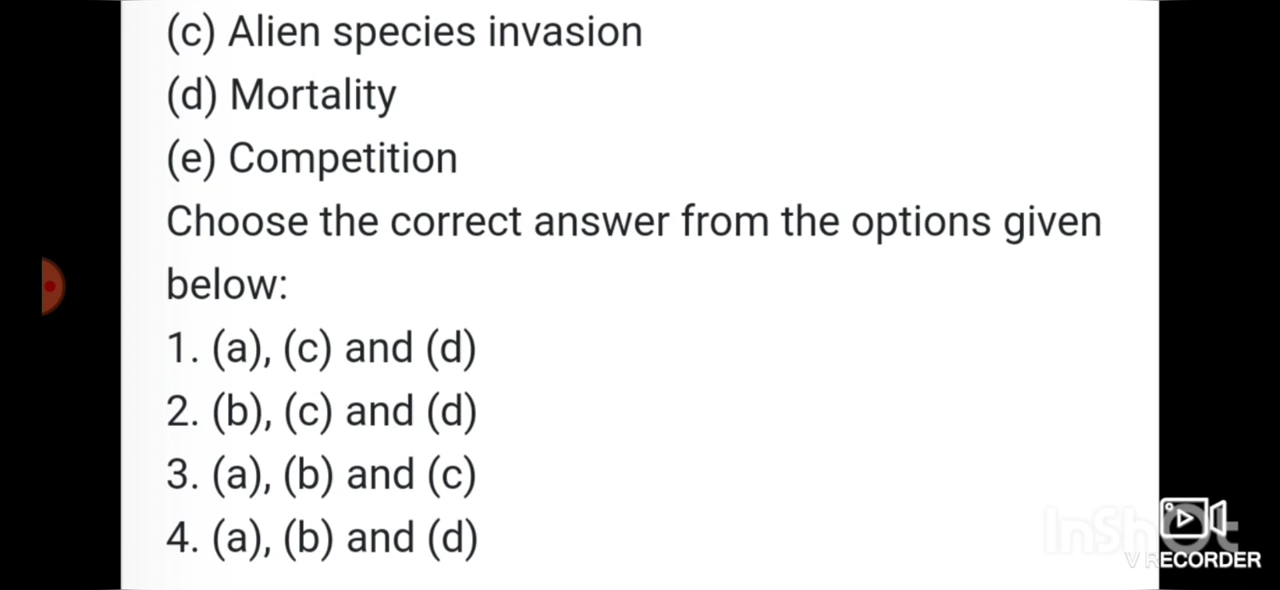 (c) Alien species invasion
(d) Mortality
(e) Competition
Choose the correct answer from the options given
below:
1. (a), (c) and (d)
2. (b), (c) and (d)
3. (a), (b) and (c)
4. (a), (b) and (d)
InShOt
V RECORDER